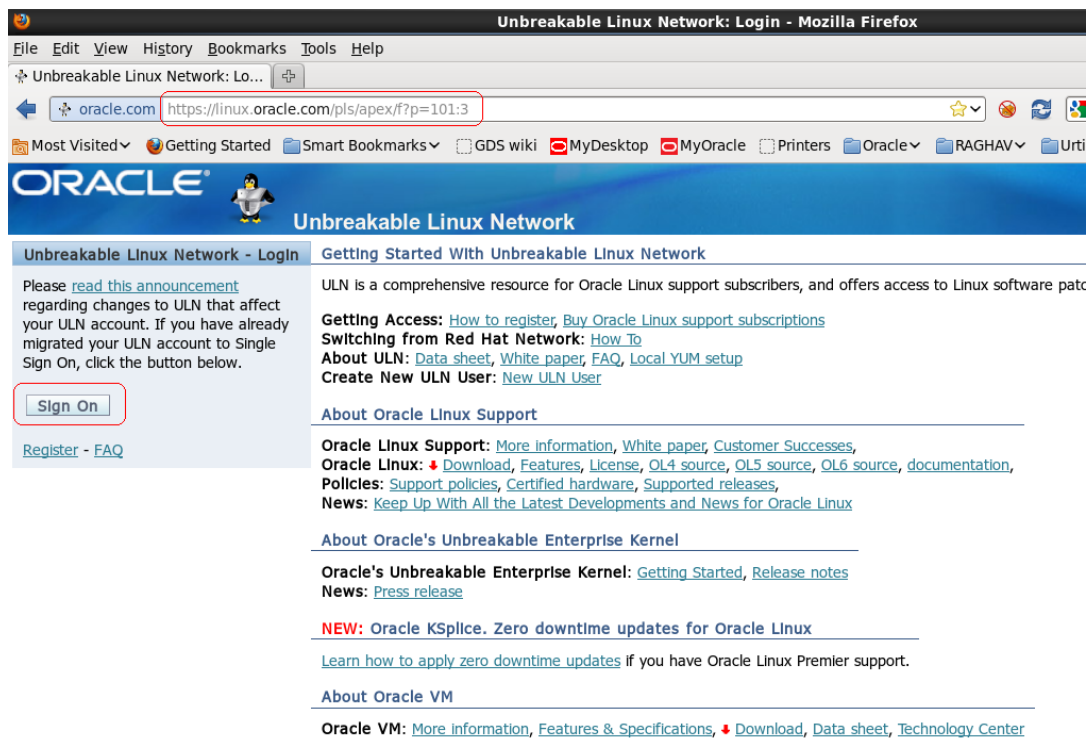 Unbreakable Linux Network: Login - Mozilla Firefox
File Edit View History Bookmarks Tools Help
Unbreakable Linux Network: Lo...
oracle.com https://linux.oracle.com/pls/apex/f?p=101:3
Most Visited Getting Started Smart Bookmarks GDS wiki MyDesktop MyOracle Printers Oracle RAGHAV Urti
ORACLE
Unbreakable Linux Network
Unbreakable Linux Network - Login
Please read this announcement
regarding changes to ULN that affect
your ULN account. If you have already
migrated your ULN account to Single
Sign On, click the button below.
Sign On
Register - FAQ
Getting Started With Unbreakable Linux Network
ULN is a comprehensive resource for Oracle Linux support subscribers, and offers access to Linux software patc
Getting Access: How to register, Buy Oracle Linux support subscriptions
Switching from Red Hat Network: How To
About ULN: Data sheet, White paper, FAQ, Local YUM setup
Create New ULN User: New ULN User
About Oracle Linux Support
Oracle Linux Support: More information, White paper, Customer Successes,
Oracle Linux: Download, Features, License, OL4 source, OL5 source, OL6 source, documentation,
Policies: Support policies, Certified hardware, Supported releases,
News: Keep Up With All the Latest Developments and News for Oracle Linux
About Oracle's Unbreakable Enterprise Kernel
Oracle's Unbreakable Enterprise Kernel: Getting Started, Release notes
News: Press release
NEW: Oracle KSplice. Zero downtime updates for Oracle Linux
Learn how to apply zero downtime updates if you have Oracle Linux Premier support.
About Oracle VM
Oracle VM: More information, Features & Specifications, Download, Data sheet, Technology Center